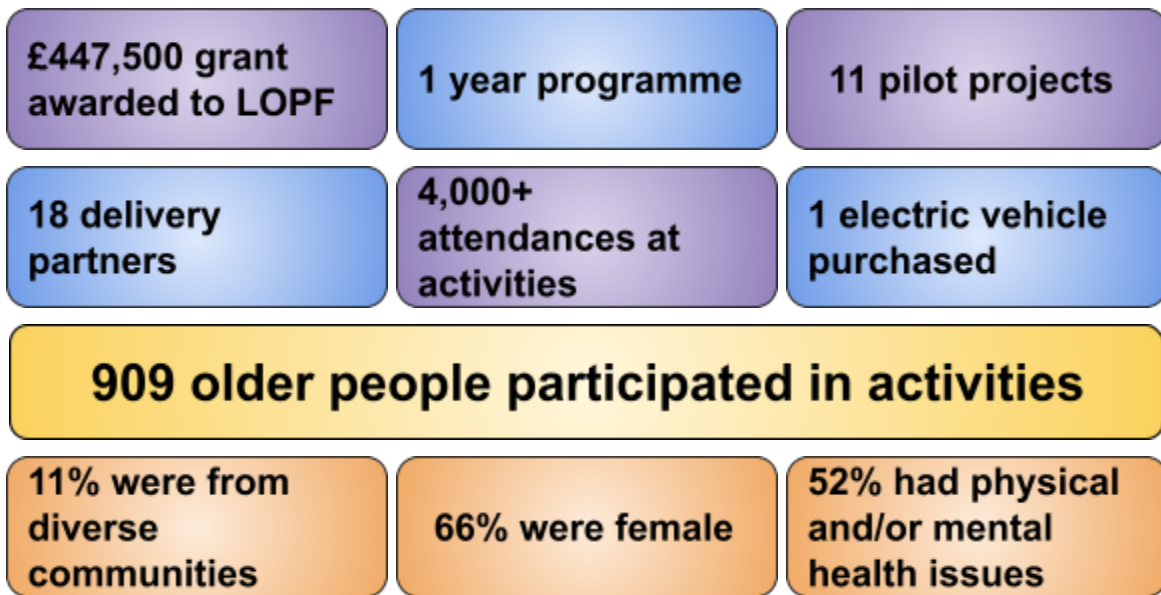 £447,500 grant
awarded to LOPF
1 year programme
11 pilot projects
18 delivery
partners
4,000+
attendances at
activities
1 electric vehicle
purchased
909 older people participated in activities
11% were from
diverse
communities
66% were female
52% had physical
and/or mental
health issues